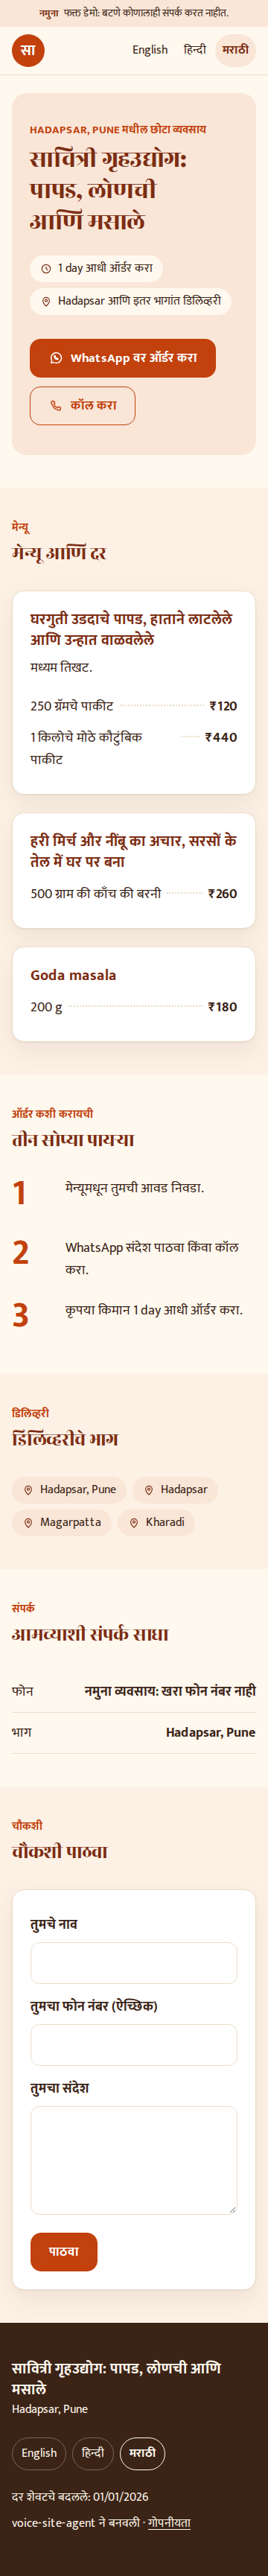 नमुना फक्त डेमो: बटणे कोणालाही संपर्क करत नाहीत.
सा
English हिन्दी मराठी
HADAPSAR, PUNE मधील छोटा व्यवसाय
सावित्री गृहउद्योग:
पापड, लोणची
आणि मसाले
1 day आधी ऑर्डर करा
Hadapsar आणि इतर भागांत डिलिव्हरी
WhatsApp वर ऑर्डर करा
कॉल करा
मेन्यू
मेन्यू आणि दर
घरगुती उडदाचे पापड, हाताने लाटलेले
आणि उन्हात वाळवलेले
मध्यम तिखट.
250 ग्रॅमचे पाकीट ₹120
1 किलोचे मोठे कौटुंबिक ₹440
पाकीट
हरी मिर्च और नींबू का अचार, सरसों के
तेल में घर पर बना
500 ग्राम की काँच की बरनी ₹260
Goda masala
200 g ₹180
ऑर्डर कशी करायची
तीन सोप्या पायऱ्या
1 मेन्यूमधून तुमची आवड निवडा.
2 WhatsApp संदेश पाठवा किंवा कॉल
करा.
3 कृपया किमान 1 day आधी ऑर्डर करा.
डिलिव्हरी
डिलिव्हरीचे भाग
Hadapsar, Pune Hadapsar
Magarpatta Kharadi
संपर्क
आमच्याशी संपर्क साधा
फोन नमुना व्यवसाय: खरा फोन नंबर नाही
भाग Hadapsar, Pune
चौकशी
चौकशी पाठवा
तुमचे नाव
तुमचा फोन नंबर (ऐच्छिक)
तुमचा संदेश
पाठवा
सावित्री गृहउद्योग: पापड, लोणची आणि
मसाले
Hadapsar, Pune
English हिन्दी मराठी
दर शेवटचे बदलले: 01/01/2026
voice-site-agent ने बनवली · गोपनीयता